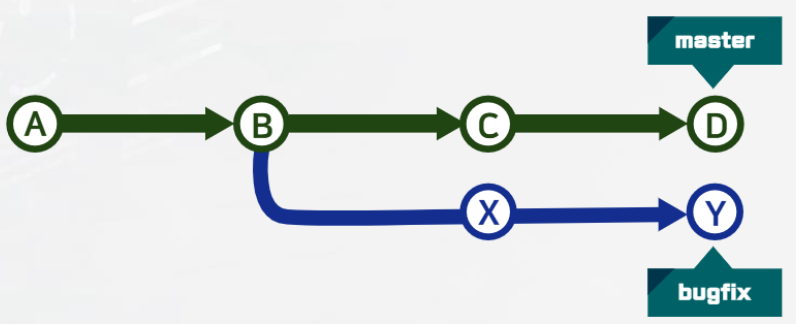 master
A B C D
X Y
bugfix